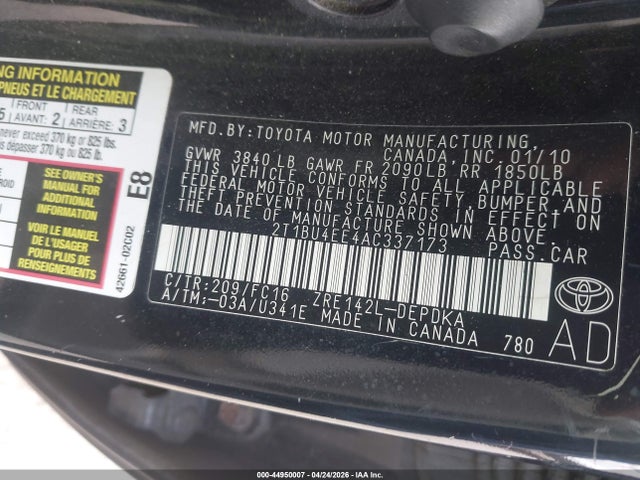 NG INFORMATION
PNEUS ET LE CHARGEMENT
5 FRONT AVANT: 2 REAR ARRIÈRE: 3
never exceed 370 kg or 825 lbs.
dépasser 370 kg ou 825 lb.
SEE OWNER'S
MANUAL FOR
ADDITIONAL
INFORMATION
VOIR LE MANUEL
DE L'USAGER
POUR PLUS DE
RENSEIGNEMENTS
E8
42661-02C02
MFD.BY:TOYOTA MOTOR MANUFACTURING,
CANADA, INC. 01/10
GVWR 3840 LB GAWR FR 2090 LB RR 1850LB
THIS VEHICLE CONFORMS TO ALL APPLICABLE
FEDERAL MOTOR VEHICLE SAFETY, BUMPER AND
THEFT PREVENTION STANDARDS IN EFFECT ON
THE DATE OF MANUFACTURE SHOWN ABOVE.
2T1BU4EE4AC337173 PASS.CAR
C/TR:209/FC16 ZRE142L-DEPDKA
A/TM:-03A/U341E MADE IN CANADA 780
AD
000-44950007 - 04/24/2026 - IAA Inc.